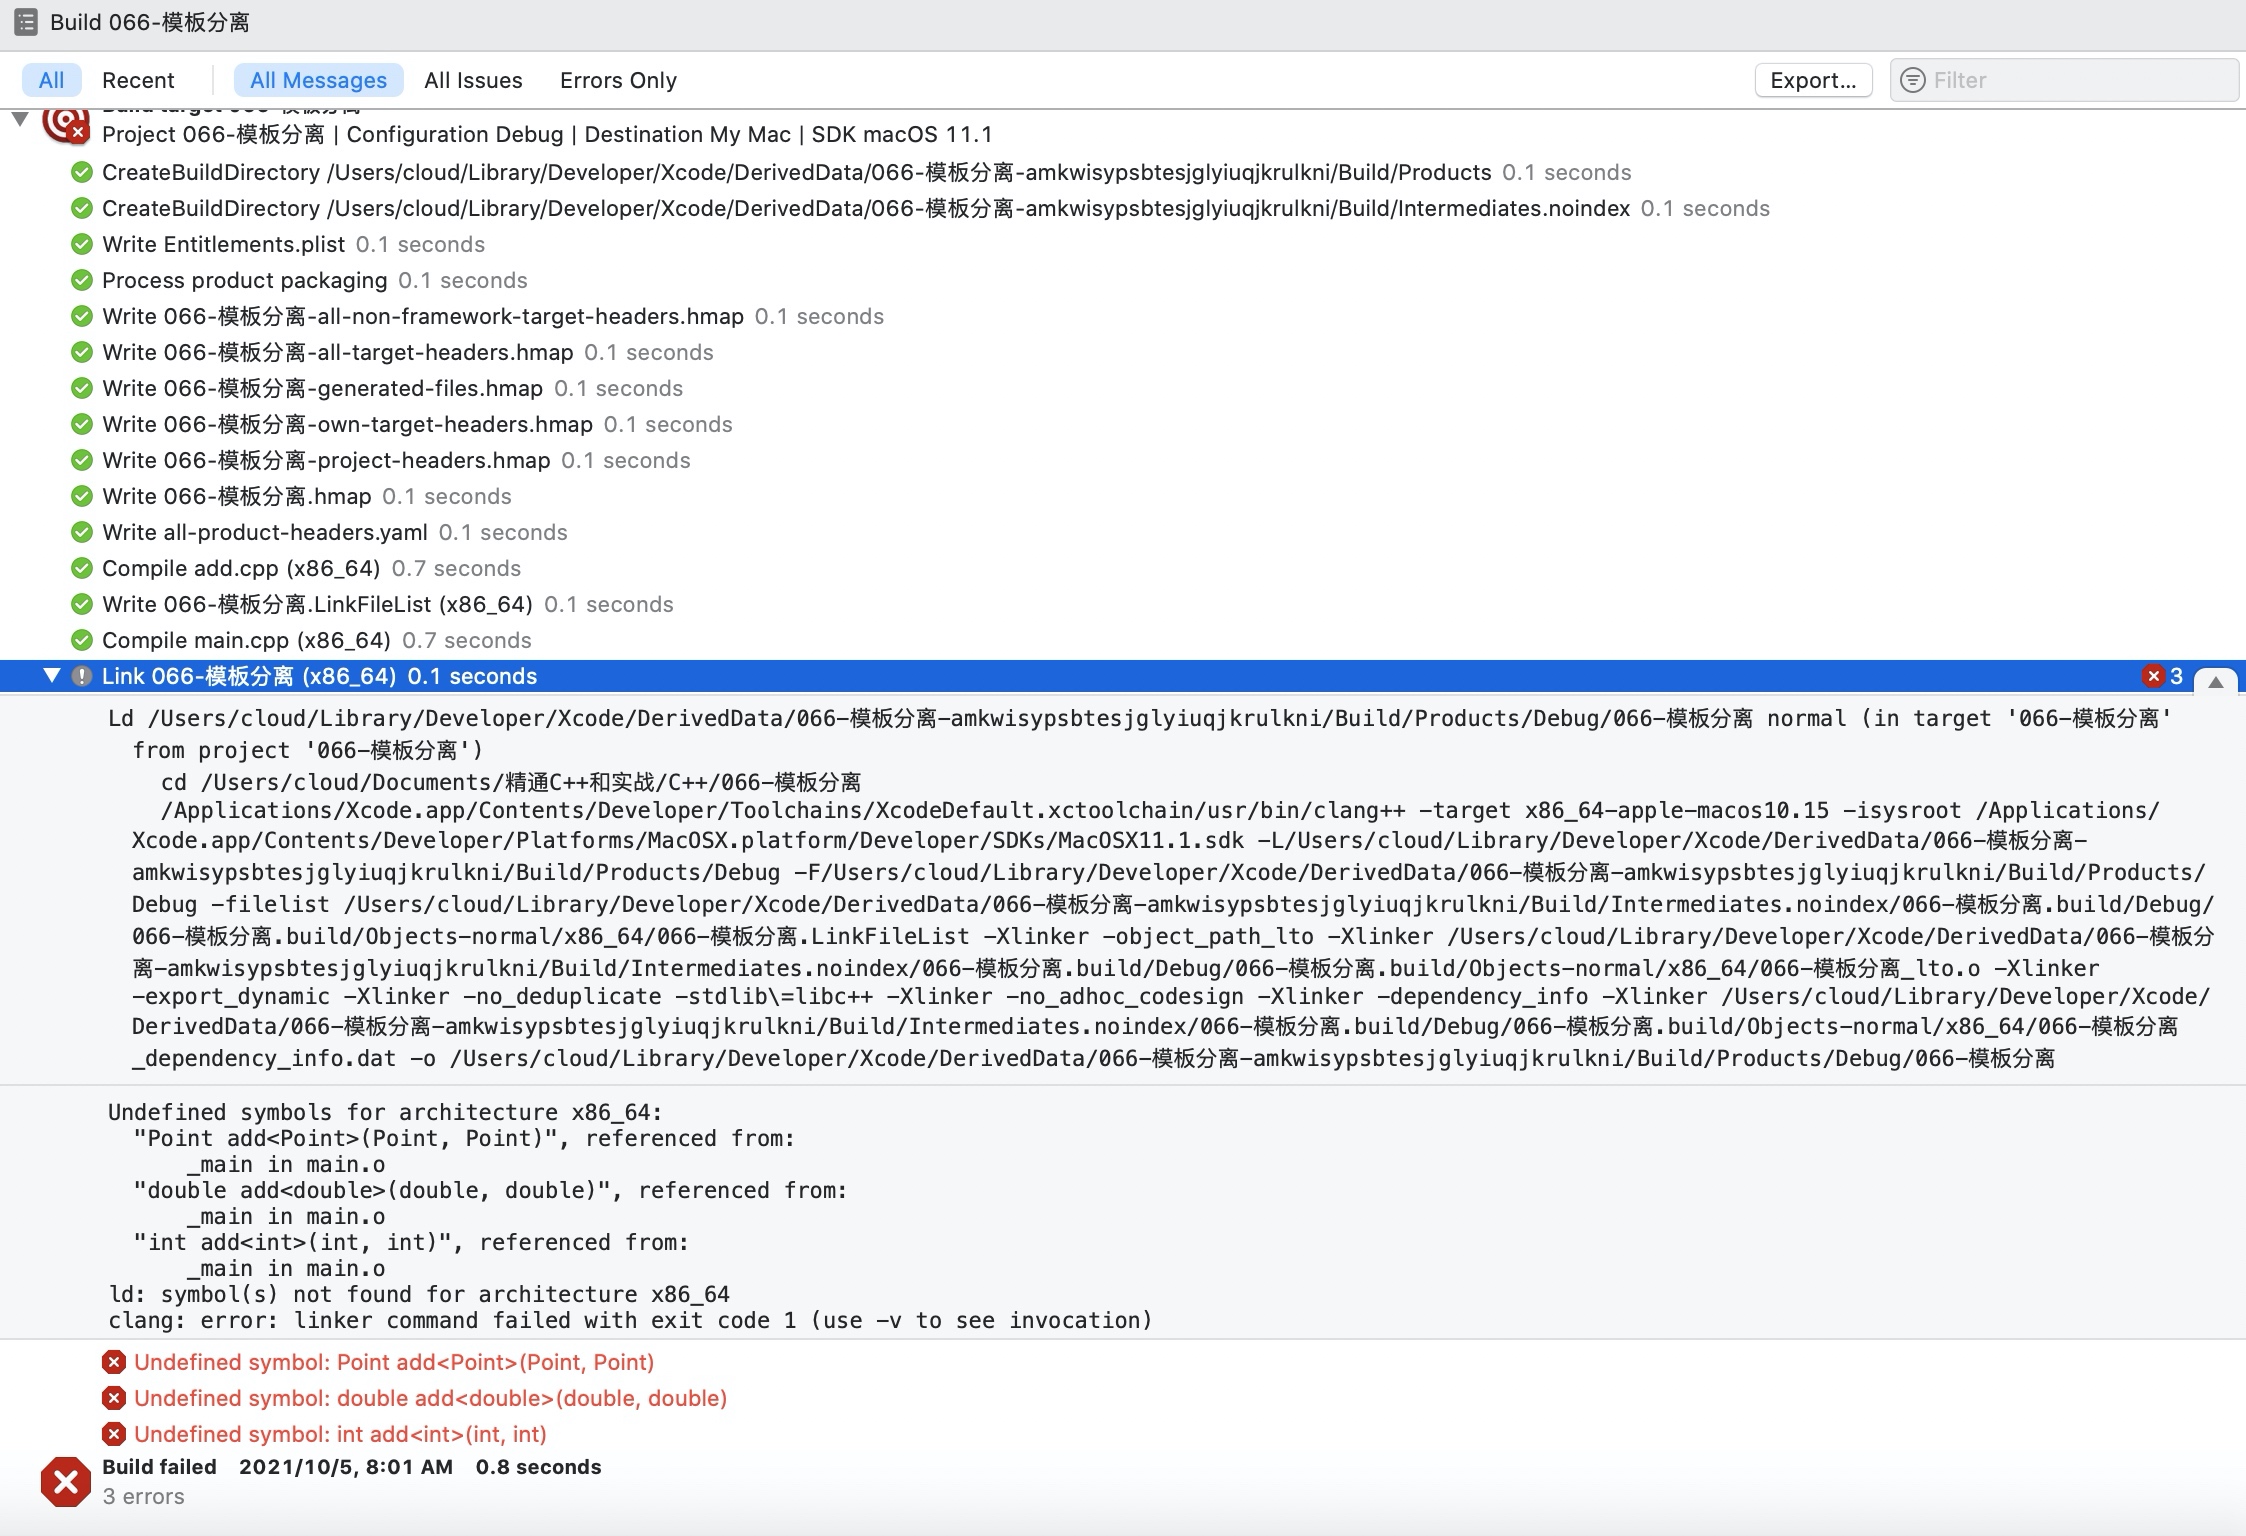 Build 066-模板分离
All Recent All Messages All Issues Errors Only Export... Filter
Build target 066-模板分离
Project 066-模板分离 | Configuration Debug | Destination My Mac | SDK macOS 11.1
CreateBuildDirectory /Users/cloud/Library/Developer/Xcode/DerivedData/066-模板分离-amkwisypsbtesjglyiuqjkrulkni/Build/Products 0.1 seconds
CreateBuildDirectory /Users/cloud/Library/Developer/Xcode/DerivedData/066-模板分离-amkwisypsbtesjglyiuqjkrulkni/Build/Intermediates.noindex 0.1 seconds
Write Entitlements.plist 0.1 seconds
Process product packaging 0.1 seconds
Write 066-模板分离-all-non-framework-target-headers.hmap 0.1 seconds
Write 066-模板分离-all-target-headers.hmap 0.1 seconds
Write 066-模板分离-generated-files.hmap 0.1 seconds
Write 066-模板分离-own-target-headers.hmap 0.1 seconds
Write 066-模板分离-project-headers.hmap 0.1 seconds
Write 066-模板分离.hmap 0.1 seconds
Write all-product-headers.yaml 0.1 seconds
Compile add.cpp (x86_64) 0.7 seconds
Write 066-模板分离.LinkFileList (x86_64) 0.1 seconds
Compile main.cpp (x86_64) 0.7 seconds
Link 066-模板分离 (x86_64) 0.1 seconds 3
Ld /Users/cloud/Library/Developer/Xcode/DerivedData/066-模板分离-amkwisypsbtesjglyiuqjkrulkni/Build/Products/Debug/066-模板分离 normal (in target '066-模板分离'
from project '066-模板分离')
cd /Users/cloud/Documents/精通C++和实战/C++/066-模板分离
/Applications/Xcode.app/Contents/Developer/Toolchains/XcodeDefault.xctoolchain/usr/bin/clang++ -target x86_64-apple-macos10.15 -isysroot /Applications/
Xcode.app/Contents/Developer/Platforms/MacOSX.platform/Developer/SDKs/MacOSX11.1.sdk -L/Users/cloud/Library/Developer/Xcode/DerivedData/066-模板分离-
amkwisypsbtesjglyiuqjkrulkni/Build/Products/Debug -F/Users/cloud/Library/Developer/Xcode/DerivedData/066-模板分离-amkwisypsbtesjglyiuqjkrulkni/Build/Products/
Debug -filelist /Users/cloud/Library/Developer/Xcode/DerivedData/066-模板分离-amkwisypsbtesjglyiuqjkrulkni/Build/Intermediates.noindex/066-模板分离.build/Debug/
066-模板分离.build/Objects-normal/x86_64/066-模板分离.LinkFileList -Xlinker -object_path_lto -Xlinker /Users/cloud/Library/Developer/Xcode/DerivedData/066-模板分
离-amkwisypsbtesjglyiuqjkrulkni/Build/Intermediates.noindex/066-模板分离.build/Debug/066-模板分离.build/Objects-normal/x86_64/066-模板分离_lto.o -Xlinker
-export_dynamic -Xlinker -no_deduplicate -stdlib\=libc++ -Xlinker -no_adhoc_codesign -Xlinker -dependency_info -Xlinker /Users/cloud/Library/Developer/Xcode/
DerivedData/066-模板分离-amkwisypsbtesjglyiuqjkrulkni/Build/Intermediates.noindex/066-模板分离.build/Debug/066-模板分离.build/Objects-normal/x86_64/066-模板分离
_dependency_info.dat -o /Users/cloud/Library/Developer/Xcode/DerivedData/066-模板分离-amkwisypsbtesjglyiuqjkrulkni/Build/Products/Debug/066-模板分离
Undefined symbols for architecture x86_64:
"Point add<Point>(Point, Point)", referenced from:
_main in main.o
"double add<double>(double, double)", referenced from:
_main in main.o
"int add<int>(int, int)", referenced from:
_main in main.o
ld: symbol(s) not found for architecture x86_64
clang: error: linker command failed with exit code 1 (use -v to see invocation)
Undefined symbol: Point add<Point>(Point, Point)
Undefined symbol: double add<double>(double, double)
Undefined symbol: int add<int>(int, int)
Build failed 2021/10/5, 8:01 AM 0.8 seconds
3 errors